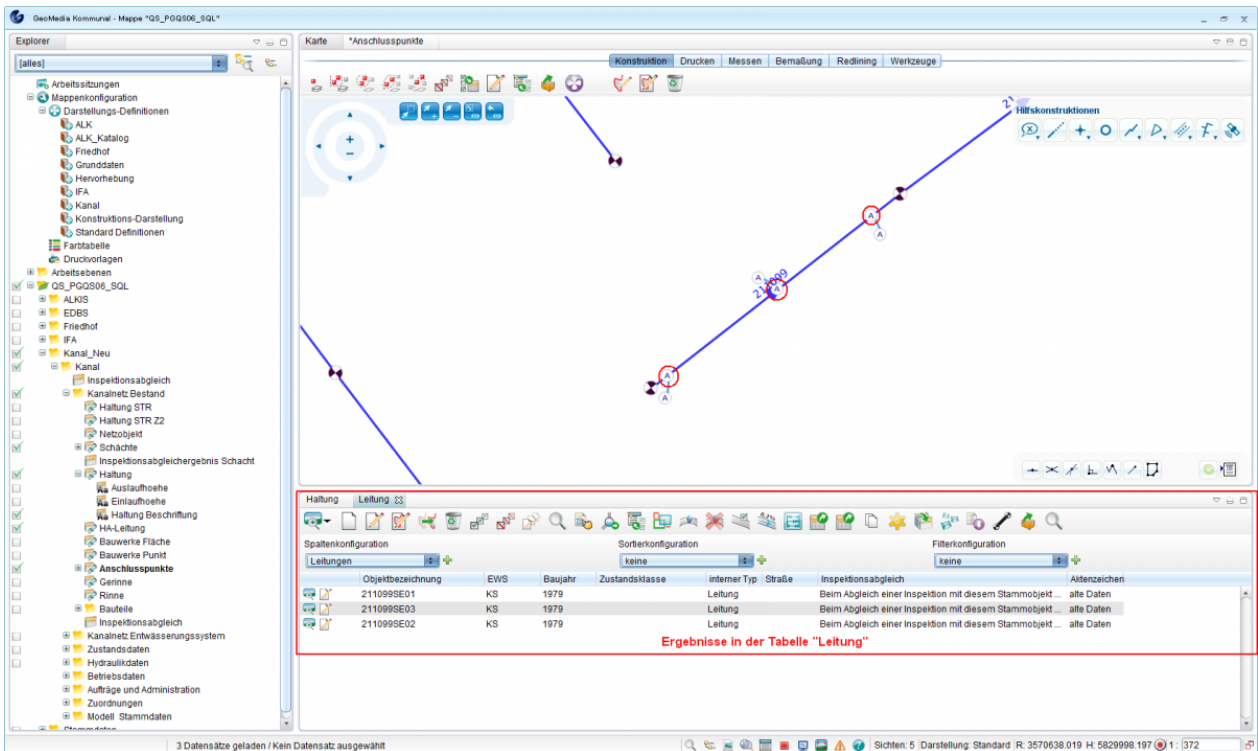 GeoMedia Kommunal - Mappe "QS_PGQS06_SQL"
Explorer
[alles]
Arbeitssitzungen
Mappenkonfiguration
Darstellungs-Definitionen
ALK
ALK_Katalog
Friedhof
Grunddaten
Hervorhebung
IFA
Kanal
Konstruktions-Darstellung
Standard Definitionen
Farbtabelle
Druckvorlagen
Arbeitsebenen
QS_PGQS06_SQL
ALKIS
EDBS
Friedhof
IFA
Kanal_Neu
Kanal
Inspektionsabgleich
Kanalnetz Bestand
Haltung STR
Haltung STR Z2
Netzobjekt
Schächte
Inspektionsabgleichergebnis Schacht
Haltung
Auslaufhoehe
Einlaufhoehe
Haltung Beschriftung
HA-Leitung
Bauwerke Fläche
Bauwerke Punkt
Anschlusspunkte
Gerinne
Rinne
Bauteile
Inspektionsabgleich
Kanalnetz Entwässerungssystem
Zustandsdaten
Hydraulikdaten
Betriebsdaten
Aufträge und Administration
Zuordnungen
Modell Stammdaten
Stammdaten
Karte *Anschlusspunkte
Konstruktion Drucken Messen Bemaßung Redlining Werkzeuge
Hilfskonstruktionen
21
A
A
A
A
A
A
Haltung Leitung
Spaltenkonfiguration Sortierkonfiguration Filterkonfiguration
Leitungen keine keine
Objektbezeichnung EWS Baujahr Zustandsklasse interner Typ Straße Inspektionsabgleich Aktenzeichen
211099SE01 KS 1979 Leitung Beim Abgleich einer Inspektion mit diesem Stammobjekt ... alte Daten
211099SE03 KS 1979 Leitung Beim Abgleich einer Inspektion mit diesem Stammobjekt ... alte Daten
211099SE02 KS 1979 Leitung Beim Abgleich einer Inspektion mit diesem Stammobjekt ... alte Daten
Ergebnisse in der Tabelle "Leitung"
3 Datensätze geladen / Kein Datensatz ausgewählt
Sichten: 5 Darstellung: Standard R: 3570638.019 H: 5829998.197 1 : 372